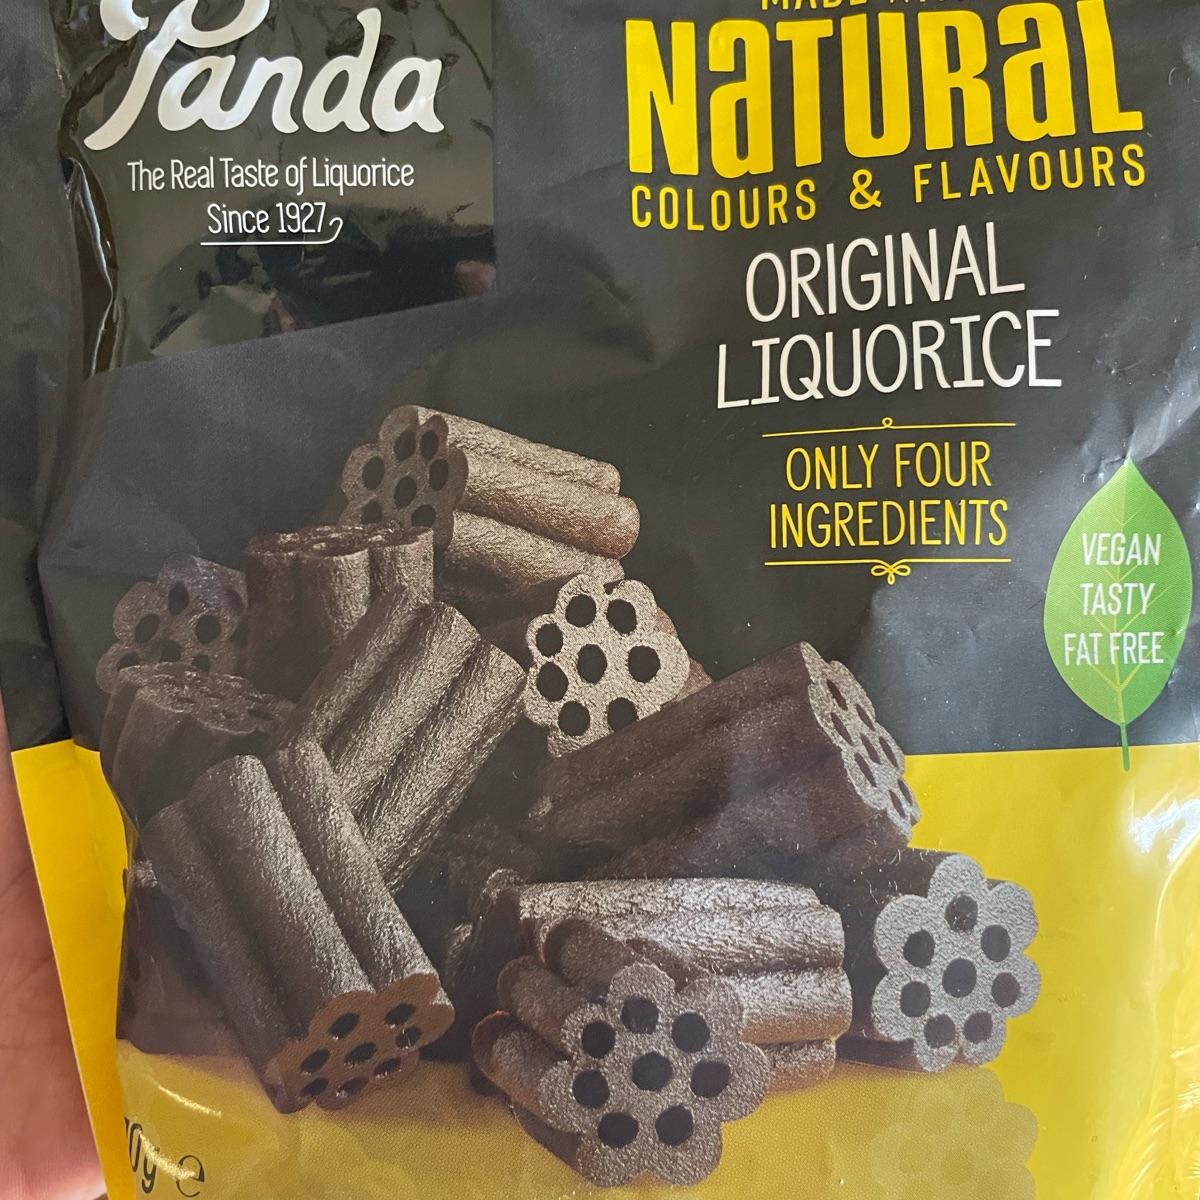 Panda
The Real Taste of Liquorice
Since 1927
NATURAL
COLOURS & FLAVOURS
ORIGINAL
LIQUORICE
ONLY FOUR
INGREDIENTS
VEGAN
TASTY
FAT FREE